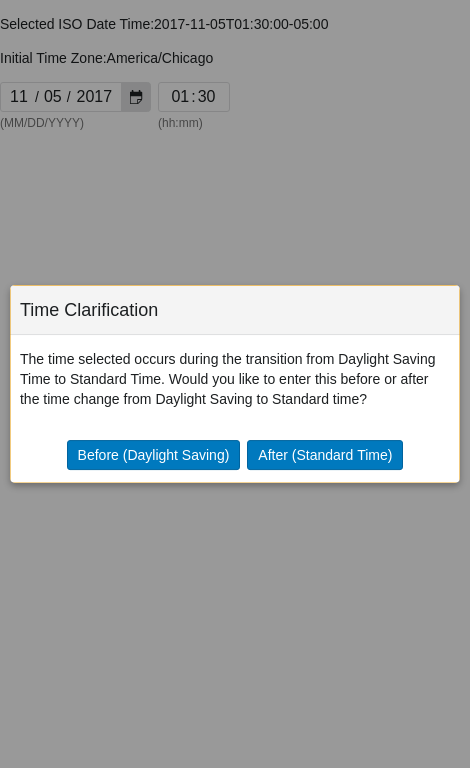 Selected ISO Date Time:2017-11-05T01:30:00-05:00
Initial Time Zone:America/Chicago
11 / 05 / 2017 01:30
(MM/DD/YYYY) (hh:mm)
Time Clarification
The time selected occurs during the transition from Daylight Saving
Time to Standard Time. Would you like to enter this before or after
the time change from Daylight Saving to Standard time?
Before (Daylight Saving) After (Standard Time)